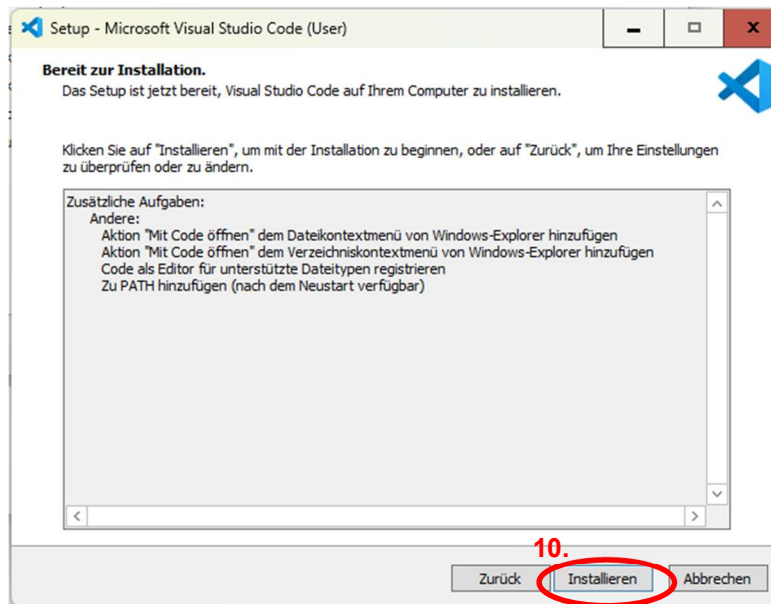 Setup - Microsoft Visual Studio Code (User)
Bereit zur Installation.
Das Setup ist jetzt bereit, Visual Studio Code auf Ihrem Computer zu installieren.
Klicken Sie auf "Installieren", um mit der Installation zu beginnen, oder auf "Zurück", um Ihre Einstellungen
zu überprüfen oder zu ändern.
Zusätzliche Aufgaben:
Andere:
Aktion "Mit Code öffnen" dem Dateikontextmenü von Windows-Explorer hinzufügen
Aktion "Mit Code öffnen" dem Verzeichniskontextmenü von Windows-Explorer hinzufügen
Code als Editor für unterstützte Dateitypen registrieren
Zu PATH hinzufügen (nach dem Neustart verfügbar)
10.
Zurück Installieren Abbrechen